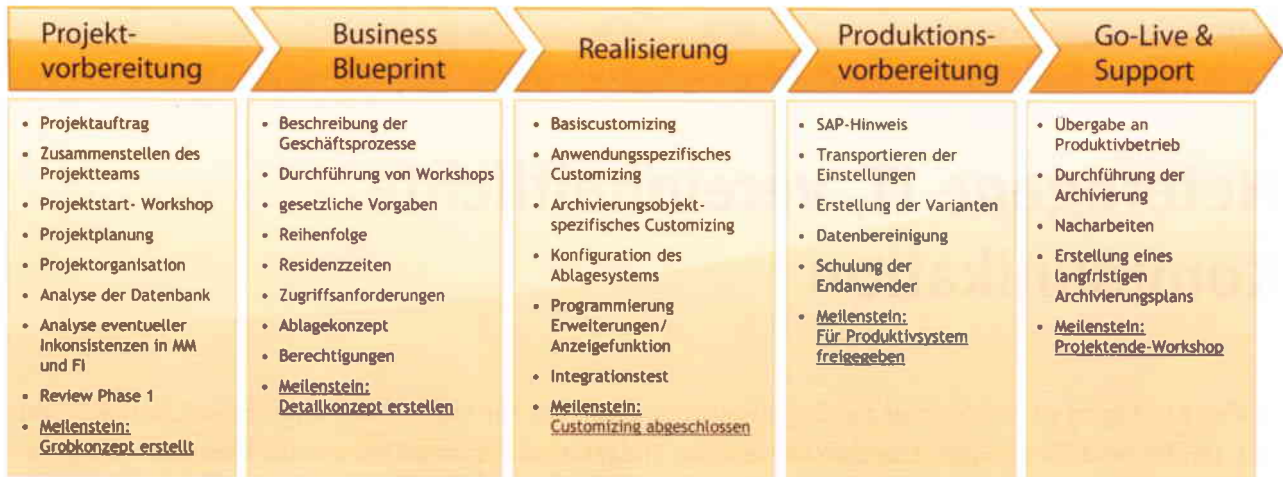 Projekt-
vorbereitung
Business
Blueprint
Realisierung
Produktions-
vorbereitung
Go-Live &
Support
• Projektauftrag
• Zusammenstellen des
Projektteams
• Projektstart- Workshop
• Projektplanung
• Projektorganisation
• Analyse der Datenbank
• Analyse eventueller
Inkonsistenzen in MM
und FI
• Review Phase 1
• Meilenstein:
Grobkonzept erstellt
• Beschreibung der
Geschäftsprozesse
• Durchführung von Workshops
• gesetzliche Vorgaben
• Reihenfolge
• Residenzzeiten
• Zugriffsanforderungen
• Ablagekonzept
• Berechtigungen
• Meilenstein:
Detailkonzept erstellen
• Basiscustomizing
• Anwendungsspezifisches
Customizing
• Archivierungsobjekt-
spezifisches Customizing
• Konfiguration des
Ablagesystems
• Programmierung
Erweiterungen/
Anzeigefunktion
• Integrationstest
• Meilenstein:
Customizing abgeschlossen
• SAP-Hinweis
• Transportieren der
Einstellungen
• Erstellung der Varianten
• Datenbereinigung
• Schulung der
Endanwender
• Meilenstein:
Für Produktivsystem
freigegeben
• Übergabe an
Produktivbetrieb
• Durchführung der
Archivierung
• Nacharbeiten
• Erstellung eines
langfristigen
Archivierungsplans
• Meilenstein:
Projektende-Workshop